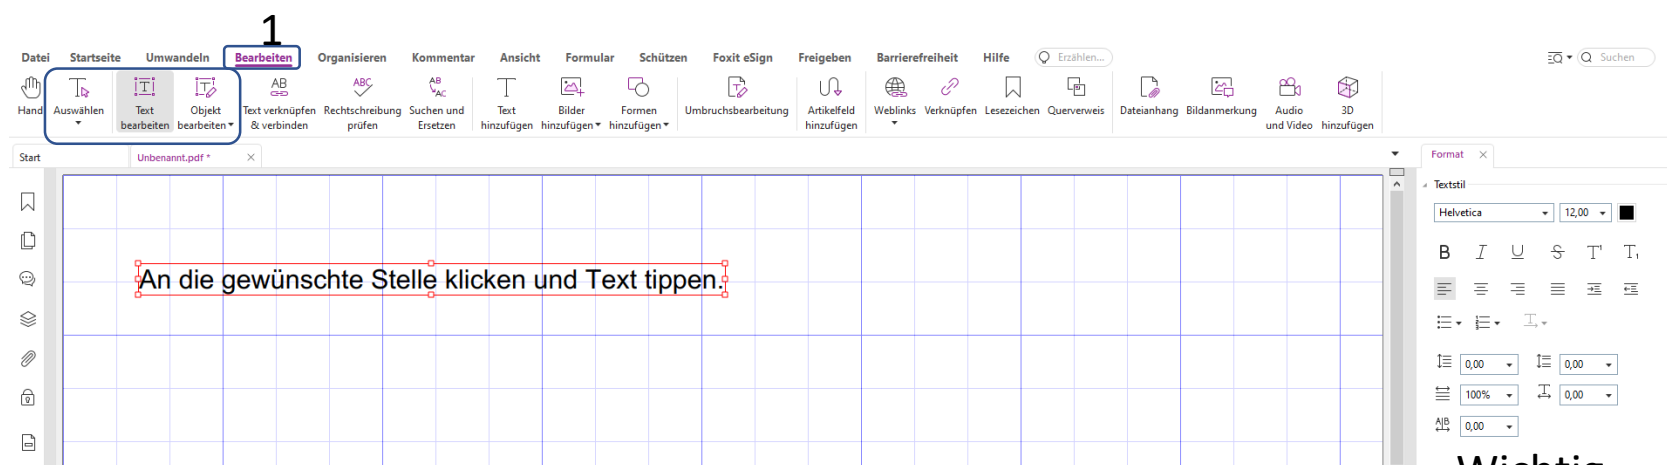 1
Datei Startseite Umwandeln Bearbeiten Organisieren Kommentar Ansicht Formular Schützen Foxit eSign Freigeben Barrierefreiheit Hilfe Erzählen... Suchen
Hand Auswählen Text bearbeiten Objekt bearbeiten Text verknüpfen & verbinden Rechtschreibung prüfen Suchen und Ersetzen Text hinzufügen Bilder hinzufügen Formen hinzufügen Umbruchsbearbeitung Artikelfeld hinzufügen Weblinks Verknüpfen Lesezeichen Querverweis Dateianhang Bildanmerkung Audio und Video 3D hinzufügen
Start Unbenannt.pdf * Format
Textstil
Helvetica 12,00
An die gewünschte Stelle klicken und Text tippen.
0,00 0,00
100% 0,00
0,00
Wichtig